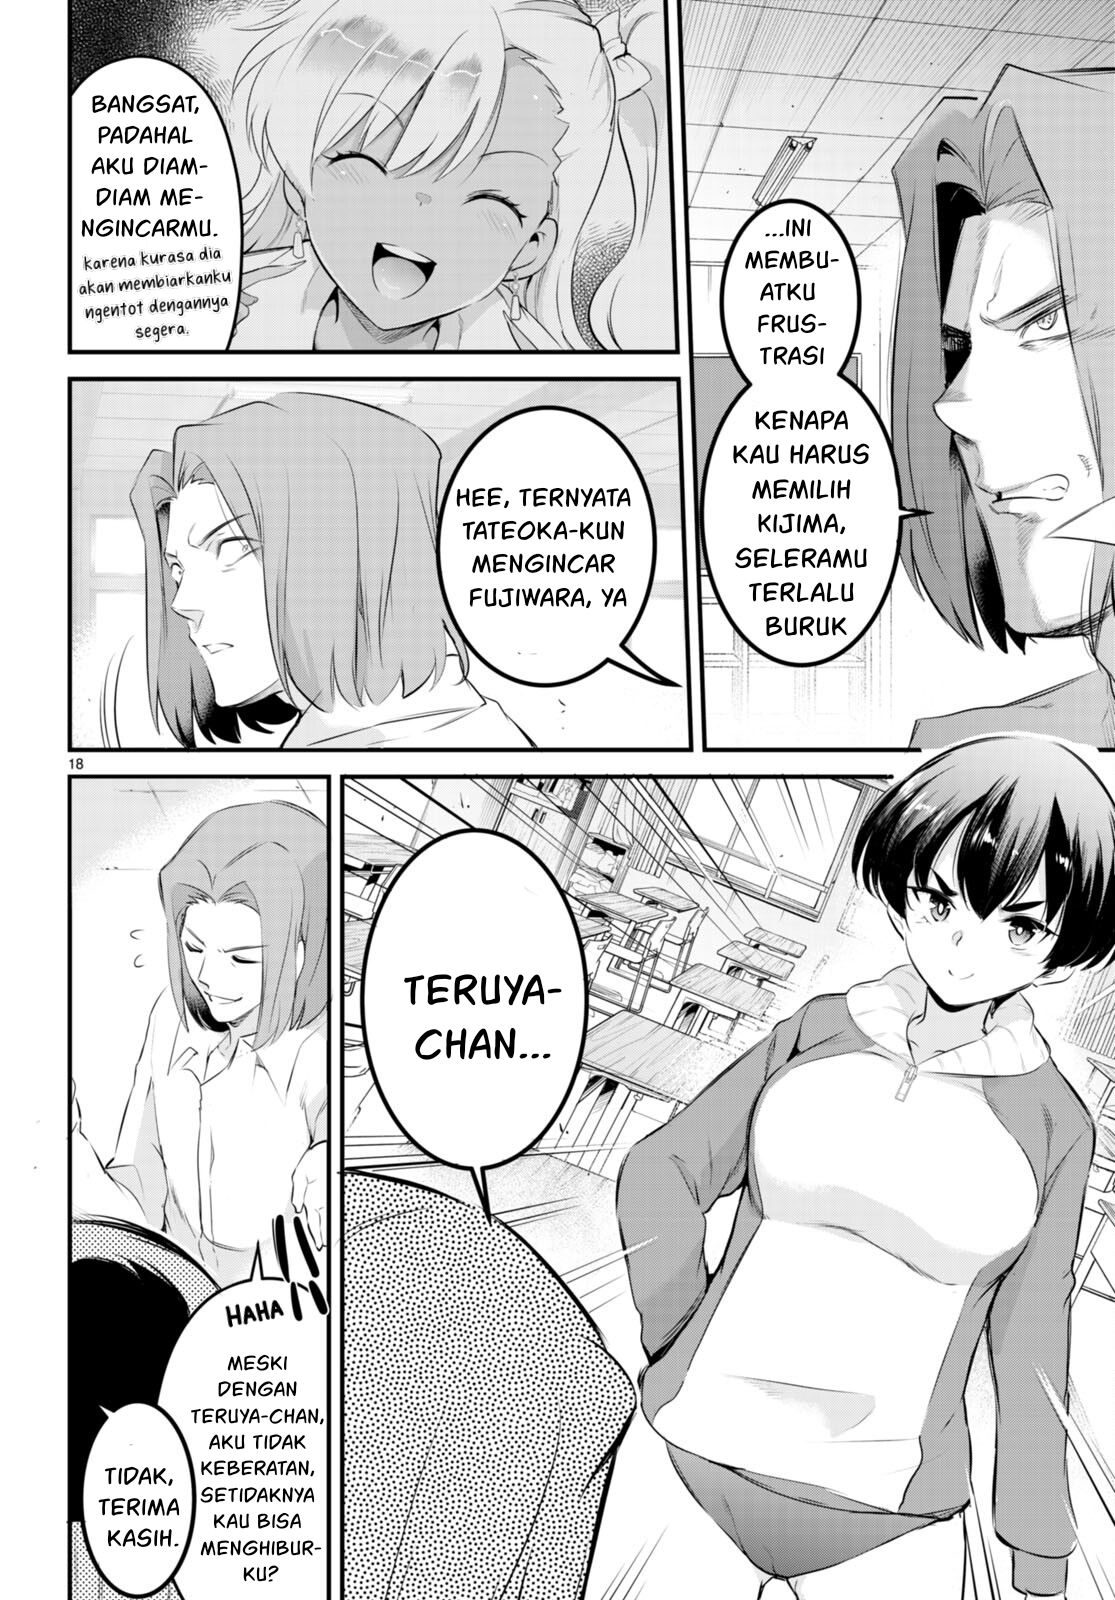 ...INI
MEMBU-
ATKU
FRUS-
TRASI
KENAPA
KAU HARUS
MEMILIH
KIJIMA,
SELERAMU
TERLALU
BURUK
BANGSAT,
PADAHAL
AKU DIAM-
DIAM ME-
NGINCARMU.
karena kurasa dia
akan membiarkanku
ngentot dengannya
segera.
HEE, TERNYATA
TATEOKA-KUN
MENGINCAR
FUJIWARA, YA
18
TERUYA-
CHAN...
HAHA
MESKI
DENGAN
TERUYA-CHAN,
AKU TIDAK
KEBERATAN,
SETIDAKNYA
KAU BISA
MENGHIBUR-
KU?
TIDAK,
TERIMA
KASIH.